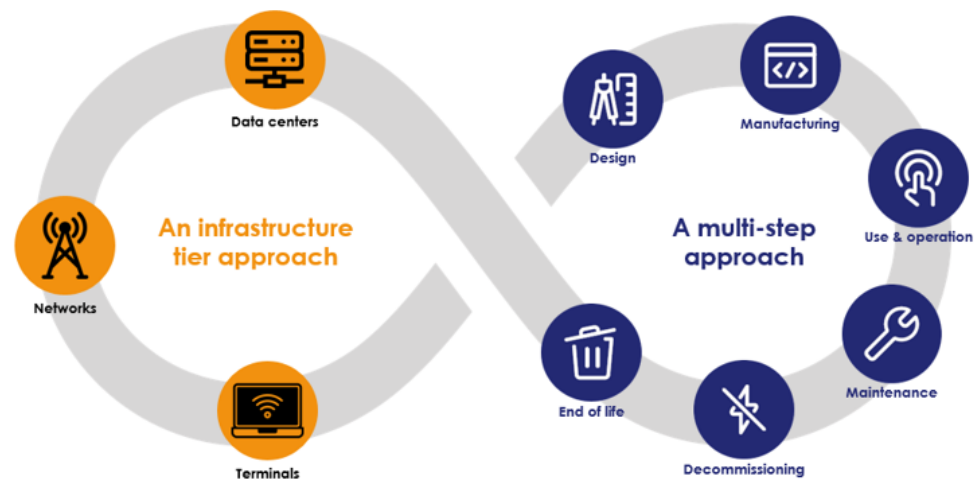 Data centers
Networks
An infrastructure
tier approach
Terminals
Design
</>
Manufacturing
Use & operation
A multi-step
approach
Maintenance
Decommissioning
End of life